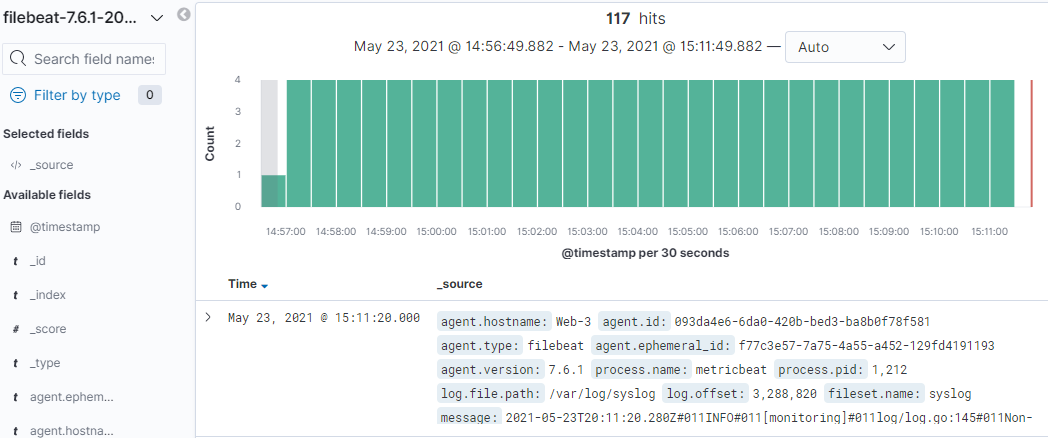 filebeat-7.6.1-20...
Search field names
Filter by type 0
Selected fields
</> _source
Available fields
@timestamp
t _id
t _index
# _score
t _type
t agent.ephem...
t agent.hostna...
117 hits
May 23, 2021 @ 14:56:49.882 - May 23, 2021 @ 15:11:49.882 — Auto
Count
4
3
2
1
0
14:57:00 14:58:00 14:59:00 15:00:00 15:01:00 15:02:00 15:03:00 15:04:00 15:05:00 15:06:00 15:07:00 15:08:00 15:09:00 15:10:00 15:11:00
@timestamp per 30 seconds
Time _source
May 23, 2021 @ 15:11:20.000
agent.hostname: Web-3 agent.id: 093da4e6-6da0-420b-bed3-ba8b0f78f581
agent.type: filebeat agent.ephemeral_id: f77c3e57-7a75-4a55-a452-129fd4191193
agent.version: 7.6.1 process.name: metricbeat process.pid: 1,212
log.file.path: /var/log/syslog log.offset: 3,288,820 fileset.name: syslog
message: 2021-05-23T20:11:20.280Z#011INFO#011[monitoring]#011log/log.go:145#011Non-